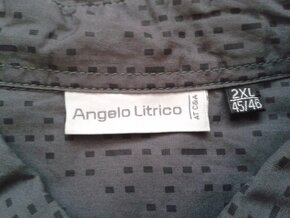 Angelo Litrico
AT C&A
2XL
45/46